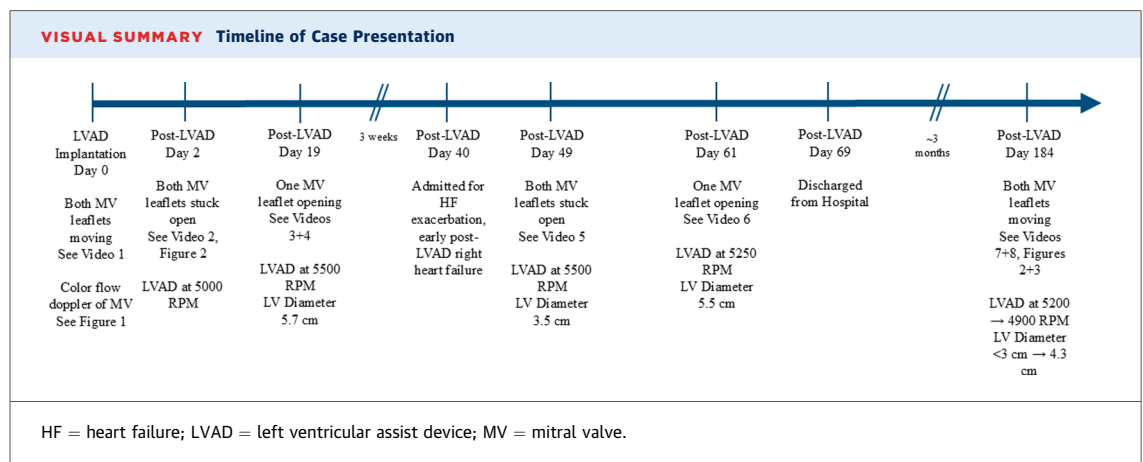 VISUAL SUMMARY Timeline of Case Presentation
LVAD
Implantation
Day 0
Both MV
leaflets
moving
See Video 1
Color flow
doppler of MV
See Figure 1
Post-LVAD
Day 2
Both MV
leaflets stuck
open
See Video 2,
Figure 2
LVAD at 5000
RPM
Post-LVAD
Day 19
One MV
leaflet opening
See Videos
3+4
LVAD at 5500
RPM
LV Diameter
5.7 cm
3 weeks
Post-LVAD
Day 40
Admitted for
HF
exacerbation,
early post-
LVAD right
heart failure
Post-LVAD
Day 49
Both MV
leaflets stuck
open
See Video 5
LVAD at 5500
RPM
LV Diameter
3.5 cm
Post-LVAD
Day 61
One MV
leaflet opening
See Video 6
LVAD at 5250
RPM
LV Diameter
5.5 cm
Post-LVAD
Day 69
Discharged
from Hospital
~3
months
Post-LVAD
Day 184
Both MV
leaflets
moving
See Videos
7+8, Figures
2+3
LVAD at 5200
→ 4900 RPM
LV Diameter
<3 cm → 4.3
cm
HF = heart failure; LVAD = left ventricular assist device; MV = mitral valve.